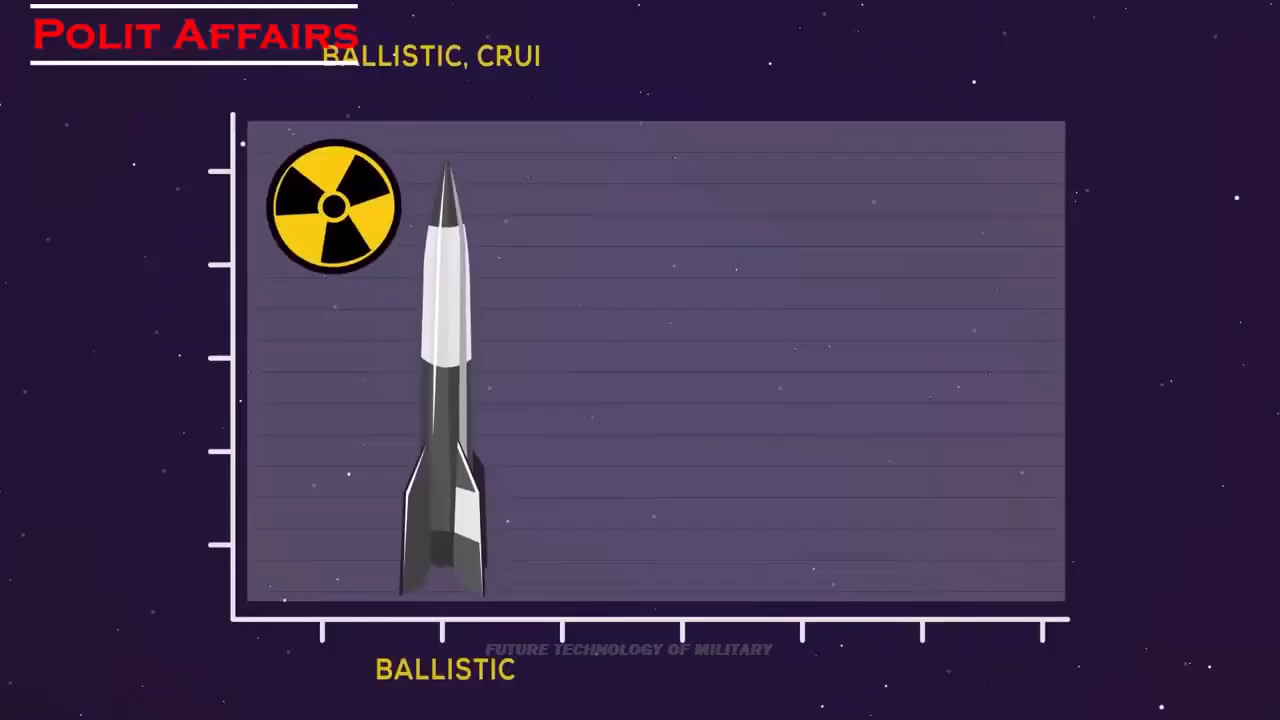 POLIT AFFAIRS
BALLISTIC, CRUI
FUTURE TECHNOLOGY OF MILITARY
BALLISTIC